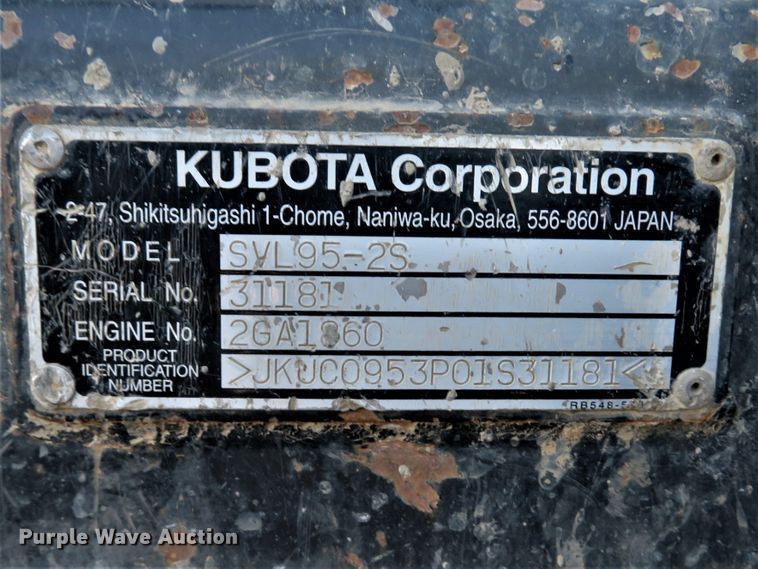 KUBOTA Corporation
2-47, Shikitsuhigashi 1-Chome, Naniwa-ku, Osaka, 556-8601 JAPAN
MODEL SVL95-2S
SERIAL No. 31181
ENGINE No. 2GA1860
PRODUCT
IDENTIFICATION
NUMBER >JKUC0953P01S31181<
Purple Wave Auction®